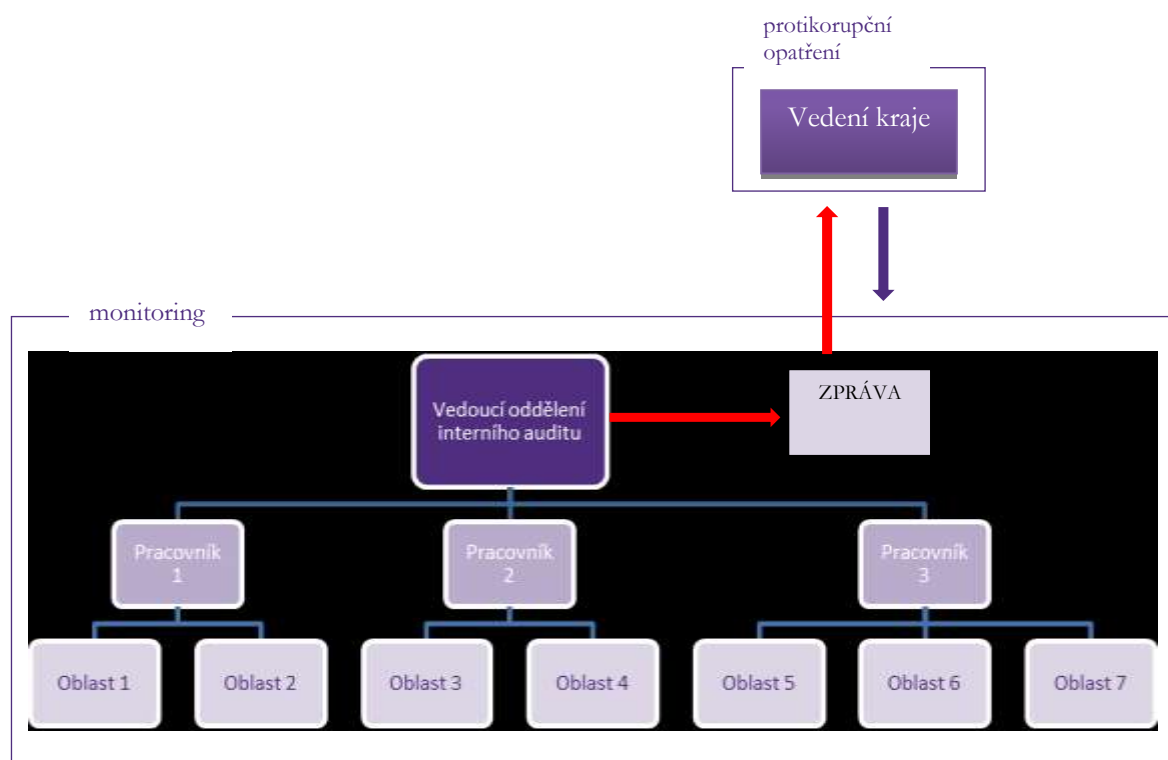 protikorupční
opatření
Vedení kraje
monitoring
Vedoucí oddělení
interního auditu
ZPRÁVA
Pracovník
1
Pracovník
2
Pracovník
3
Oblast 1
Oblast 2
Oblast 3
Oblast 4
Oblast 5
Oblast 6
Oblast 7